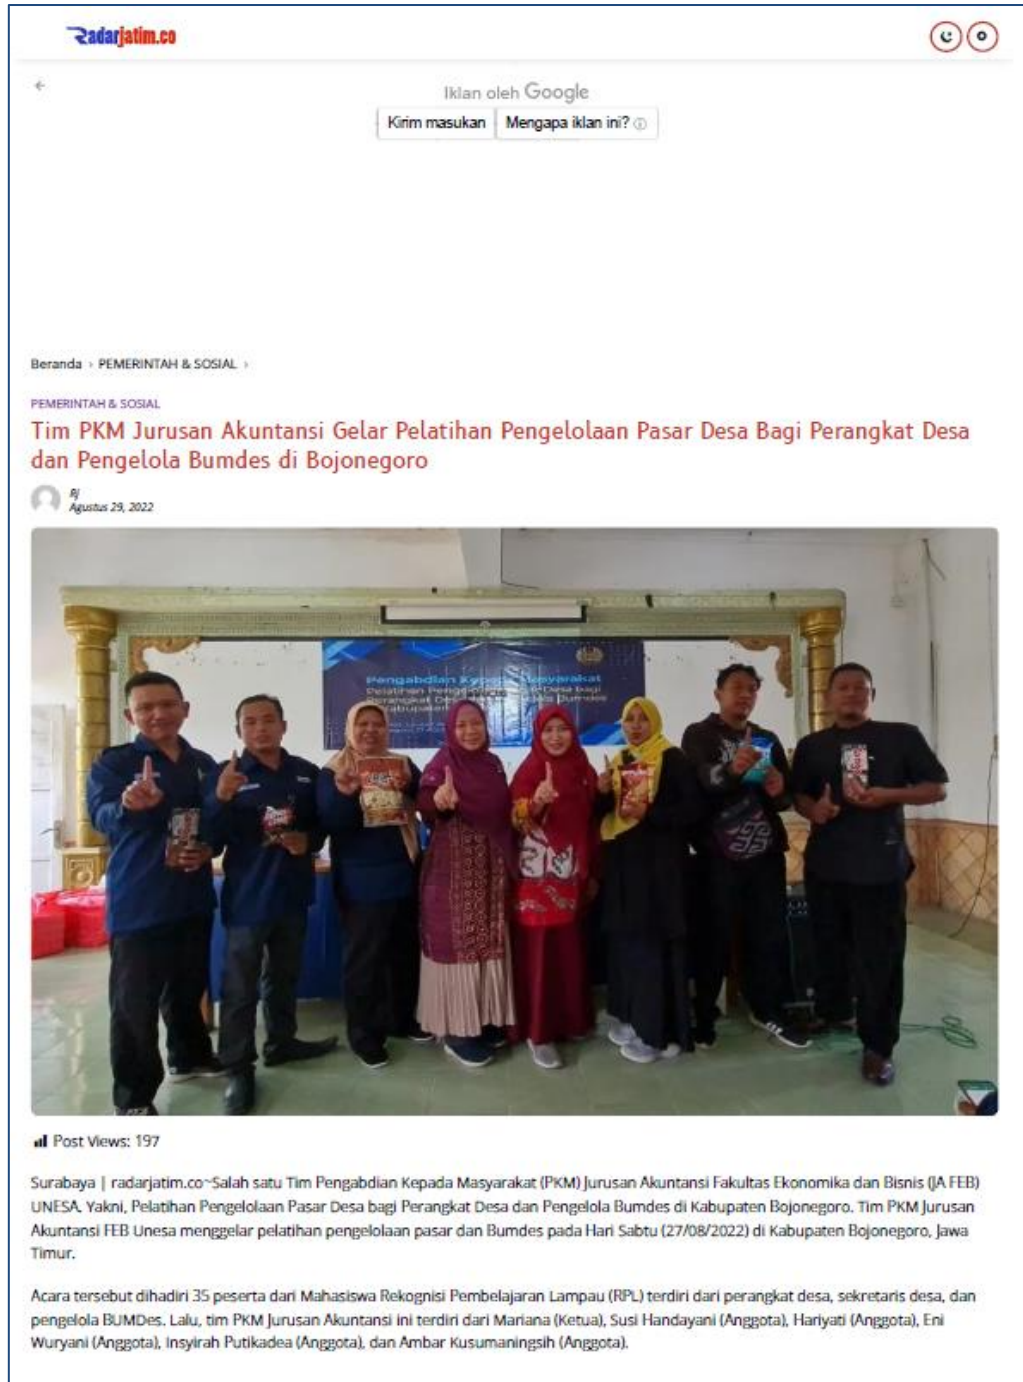 Radarjatim.co
Iklan oleh Google
Kirim masukan
Mengapa iklan ini?
Beranda › PEMERINTAH & SOSIAL ›
PEMERINTAH & SOSIAL
Tim PKM Jurusan Akuntansi Gelar Pelatihan Pengelolaan Pasar Desa Bagi Perangkat Desa
dan Pengelola Bumdes di Bojonegoro
Rj
Agustus 29, 2022
Pengabdian Kepada Masyarakat
Pelatihan Desa bagi
Perangkat Bumdes
Post Views: 197
Surabaya | radarjatim.co~Salah satu Tim Pengabdian Kepada Masyarakat (PKM) Jurusan Akuntansi Fakultas Ekonomika dan Bisnis (JA FEB)
UNESA. Yakni, Pelatihan Pengelolaan Pasar Desa bagi Perangkat Desa dan Pengelola Bumdes di Kabupaten Bojonegoro. Tim PKM Jurusan
Akuntansi FEB Unesa menggelar pelatihan pengelolaan pasar dan Bumdes pada Hari Sabtu (27/08/2022) di Kabupaten Bojonegoro, Jawa
Timur.
Acara tersebut dihadiri 35 peserta dari Mahasiswa Rekognisi Pembelajaran Lampau (RPL) terdiri dari perangkat desa, sekretaris desa, dan
pengelola BUMDes. Lalu, tim PKM Jurusan Akuntansi ini terdiri dari Mariana (Ketua), Susi Handayani (Anggota), Hariyati (Anggota), Eni
Wuryani (Anggota), Insyirah Putikadea (Anggota), dan Ambar Kusumaningsih (Anggota).